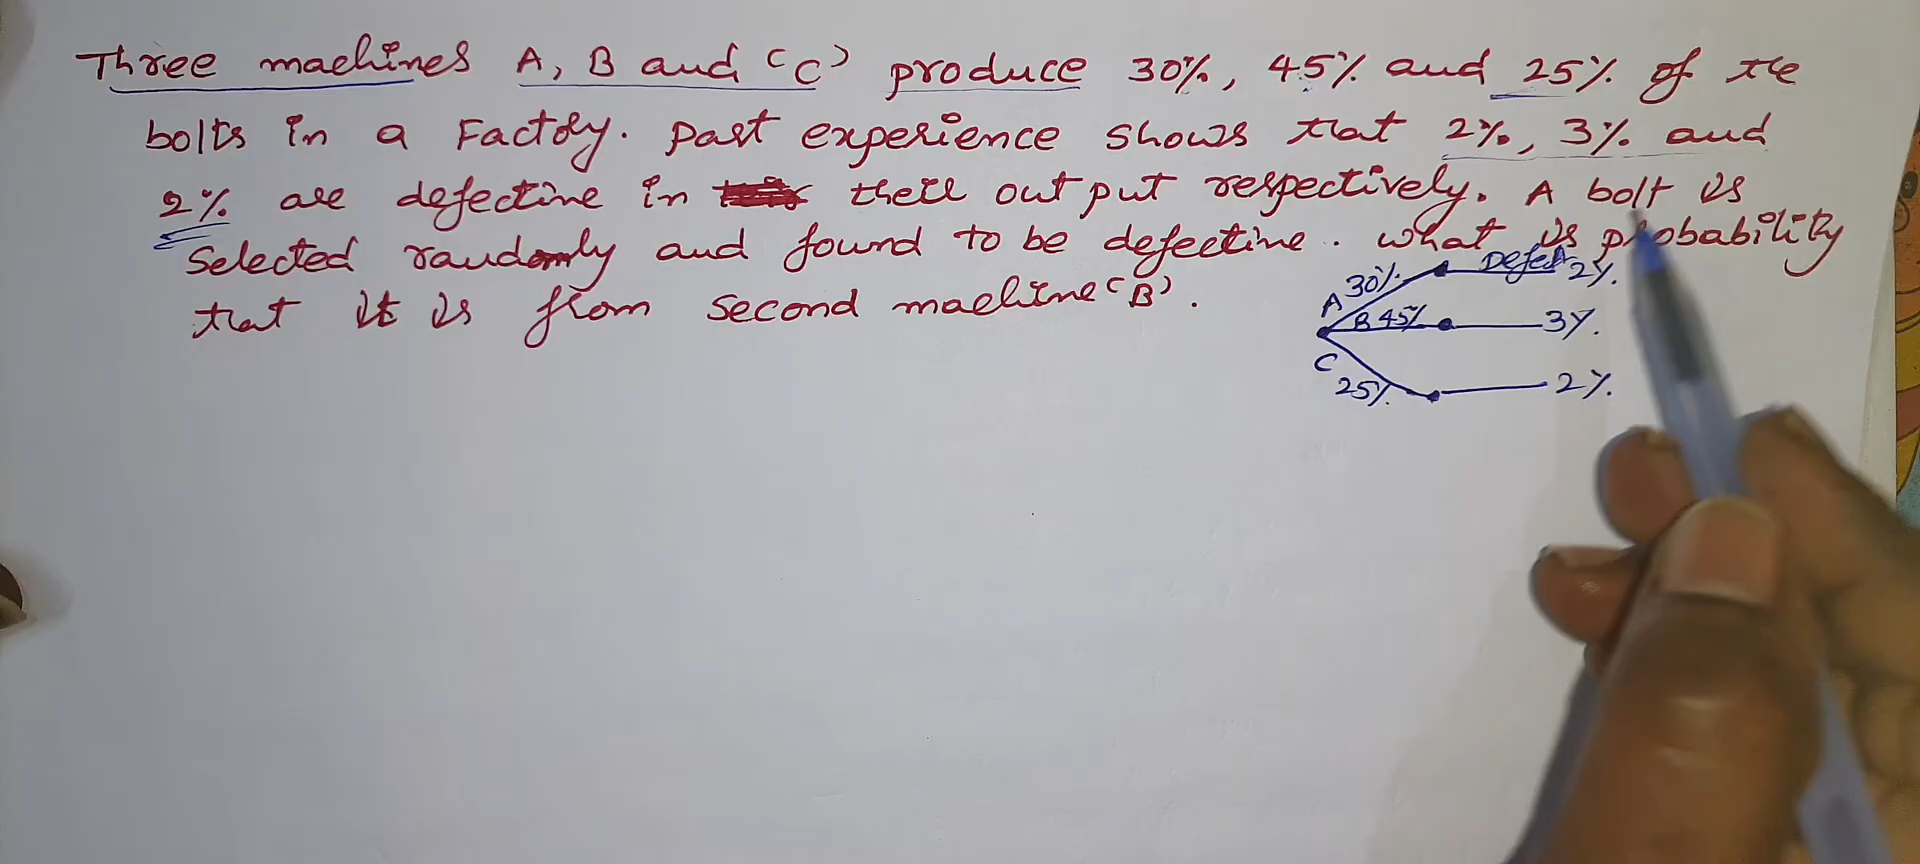 Three machines A, B and (C) produce 30%, 45% and 25% of the
bolts in a Factory. Past experience shows that 2%, 3% and
2% are defective in their output respectively. A bolt is
selected randomly and found to be defective. what is probability
that it is from second machine (B).
A 30% Defect 2%.
B 45% 3%.
C 25% 2%.